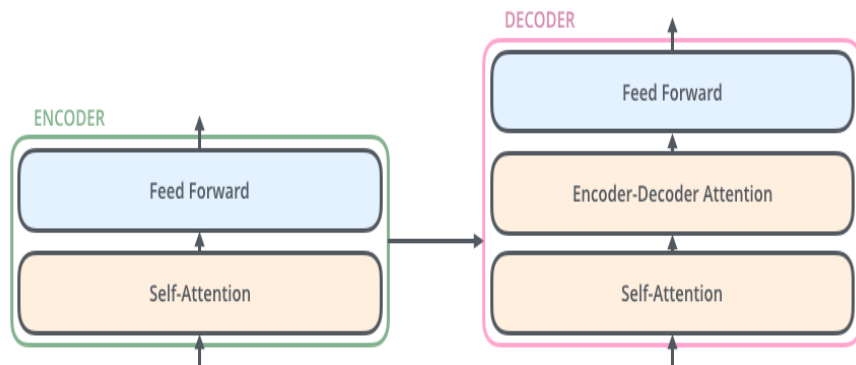 ENCODER
Feed Forward
Self-Attention
DECODER
Feed Forward
Encoder-Decoder Attention
Self-Attention